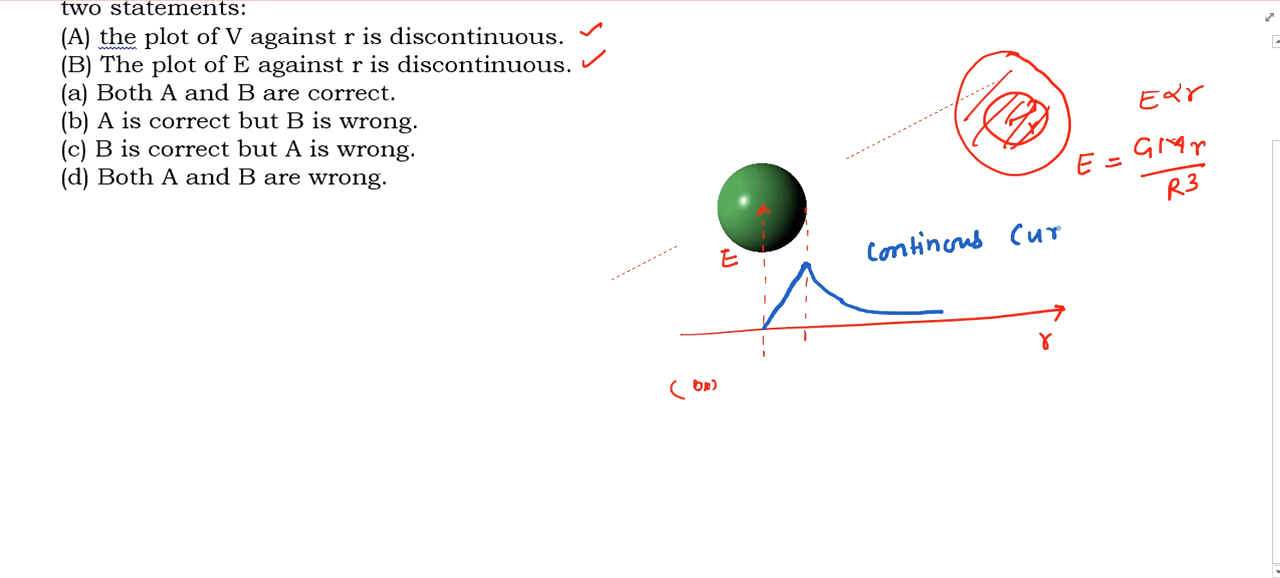 two statements:
(A) the plot of V against r is discontinuous. ✓
(B) The plot of E against r is discontinuous. ✓
(a) Both A and B are correct.
(b) A is correct but B is wrong.
(c) B is correct but A is wrong.
(d) Both A and B are wrong.
E ∝ r
E = GMr / R3
E
Continous Cur
r